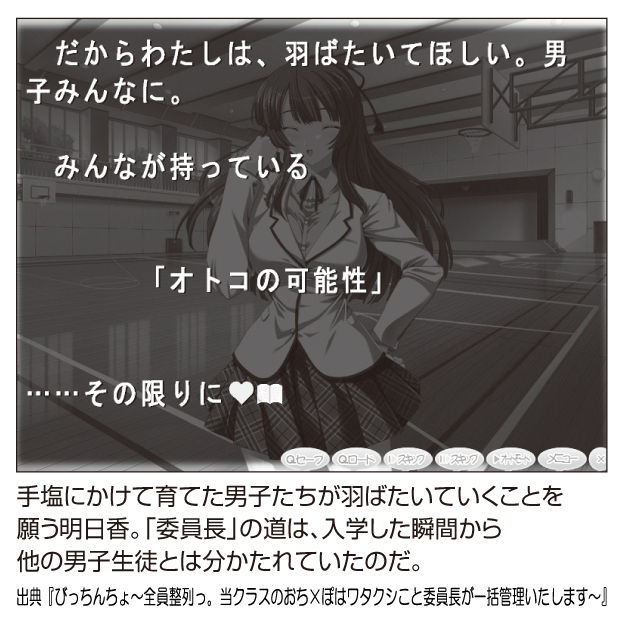 だからわたしは、羽ばたいてほしい。男
子みんなに。
みんなが持っている
「オトコの可能性」
……その限りに♥
Qセーブ Qロード スキップ スキップ オートモード メニュー ×
手塩にかけて育てた男子たちが羽ばたいていくことを
願う明日香。「委員長」の道は、入学した瞬間から
他の男子生徒とは分かたれていたのだ。
出典『びっちんちょ～全員整列っ。当クラスのおち×ぽはワタクシこと委員長が一括管理いたします～』